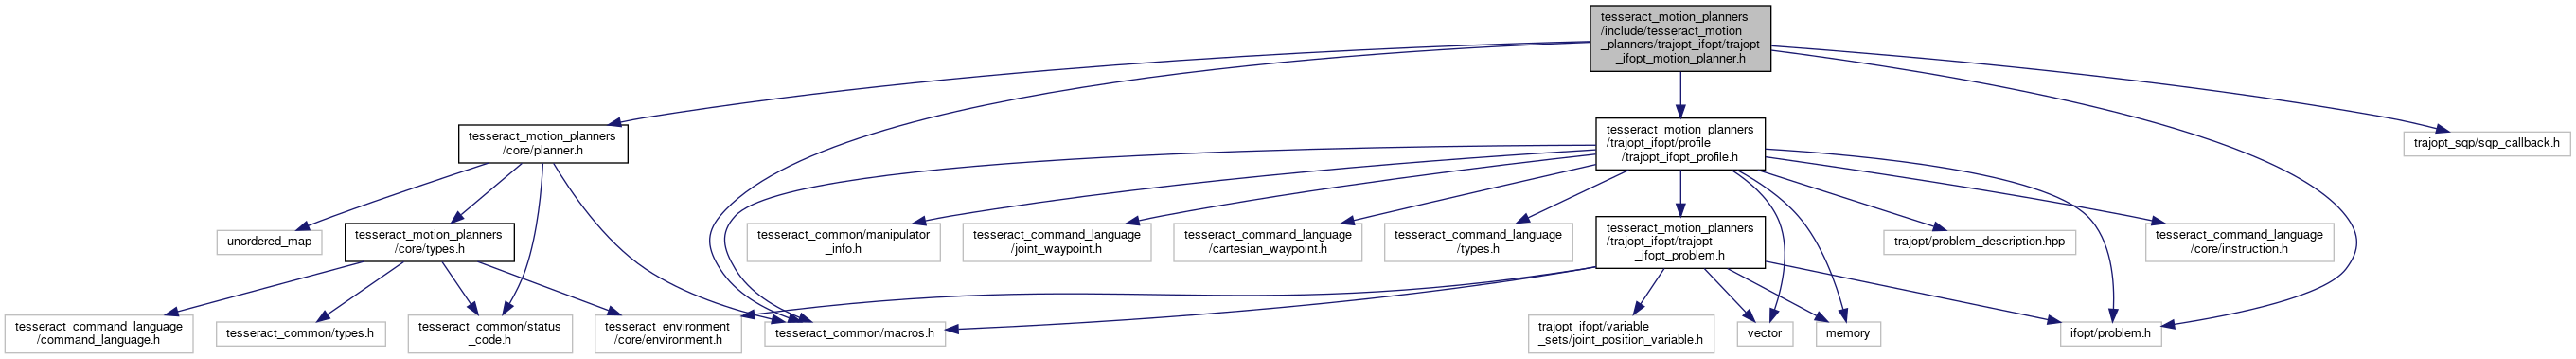 tesseract_motion_planners
/include/tesseract_motion
_planners/trajopt_ifopt/trajopt
_ifopt_motion_planner.h
tesseract_motion_planners
/core/planner.h
tesseract_motion_planners
/trajopt_ifopt/profile
/trajopt_ifopt_profile.h
trajopt_sqp/sqp_callback.h
unordered_map
tesseract_motion_planners
/core/types.h
tesseract_common/manipulator
_info.h
tesseract_command_language
/joint_waypoint.h
tesseract_command_language
/cartesian_waypoint.h
tesseract_command_language
/types.h
tesseract_motion_planners
/trajopt_ifopt/trajopt
_ifopt_problem.h
trajopt/problem_description.hpp
tesseract_command_language
/core/instruction.h
tesseract_command_language
/command_language.h
tesseract_common/types.h
tesseract_common/status
_code.h
tesseract_environment
/core/environment.h
tesseract_common/macros.h
trajopt_ifopt/variable
_sets/joint_position_variable.h
vector
memory
ifopt/problem.h